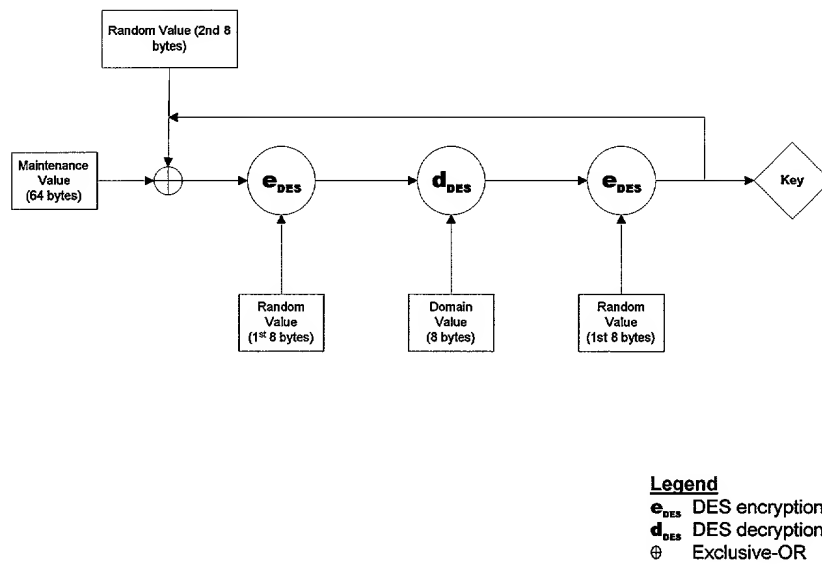 Random Value (2nd 8
bytes)
Maintenance
Value
(64 bytes)
eDES
dDES
eDES
Key
Random
Value
(1st 8 bytes)
Domain
Value
(8 bytes)
Random
Value
(1st 8 bytes)
Legend
eDES DES encryption
dDES DES decryption
⊕ Exclusive-OR